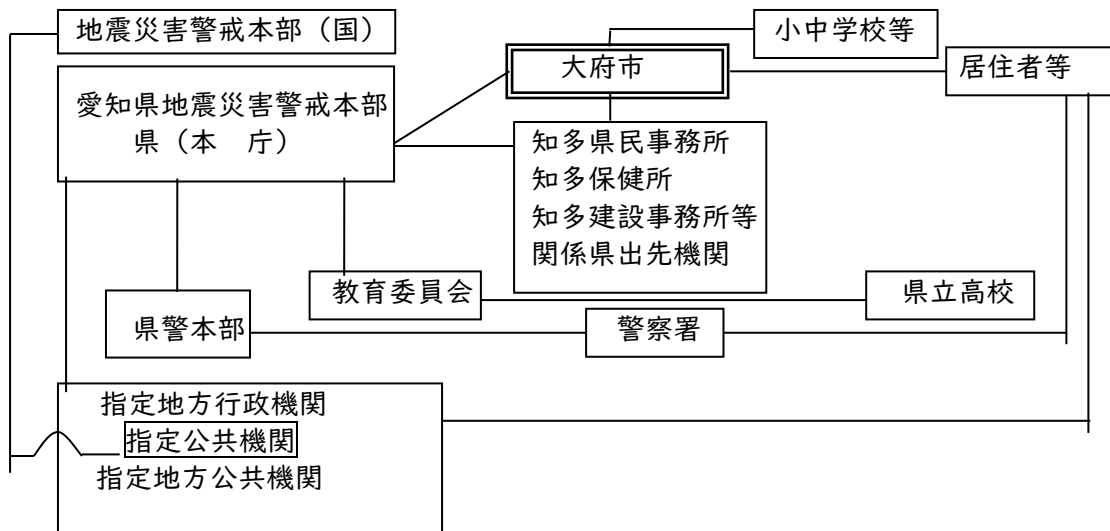 地震災害警戒本部（国）
小中学校等
大府市
居住者等
愛知県地震災害警戒本部
県（本　庁）
知多県民事務所
知多保健所
知多建設事務所等
関係県出先機関
教育委員会
県立高校
県警本部
警察署
指定地方行政機関
指定公共機関
指定地方公共機関